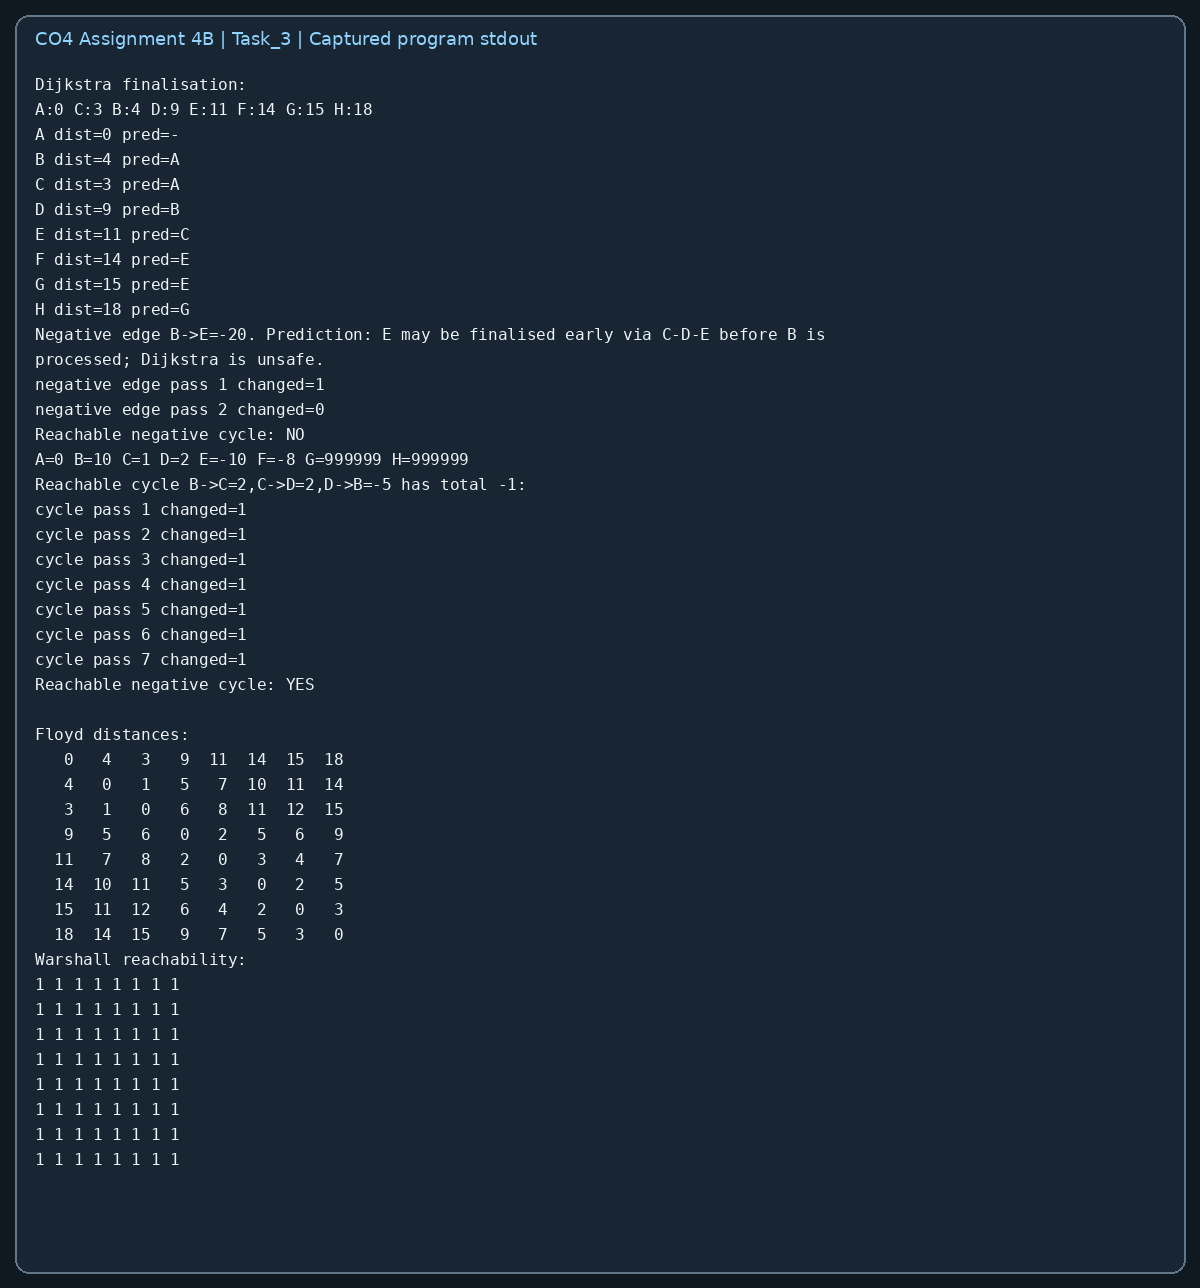 CO4 Assignment 4B | Task_3 | Captured program stdout
Dijkstra finalisation:
A:0 C:3 B:4 D:9 E:11 F:14 G:15 H:18
A dist=0 pred=-
B dist=4 pred=A
C dist=3 pred=A
D dist=9 pred=B
E dist=11 pred=C
F dist=14 pred=E
G dist=15 pred=E
H dist=18 pred=G
Negative edge B->E=-20. Prediction: E may be finalised early via C-D-E before B is
processed; Dijkstra is unsafe.
negative edge pass 1 changed=1
negative edge pass 2 changed=0
Reachable negative cycle: NO
A=0 B=10 C=1 D=2 E=-10 F=-8 G=999999 H=999999
Reachable cycle B->C=2,C->D=2,D->B=-5 has total -1:
cycle pass 1 changed=1
cycle pass 2 changed=1
cycle pass 3 changed=1
cycle pass 4 changed=1
cycle pass 5 changed=1
cycle pass 6 changed=1
cycle pass 7 changed=1
Reachable negative cycle: YES
Floyd distances:
0 4 3 9 11 14 15 18
4 0 1 5 7 10 11 14
3 1 0 6 8 11 12 15
9 5 6 0 2 5 6 9
11 7 8 2 0 3 4 7
14 10 11 5 3 0 2 5
15 11 12 6 4 2 0 3
18 14 15 9 7 5 3 0
Warshall reachability:
1 1 1 1 1 1 1 1
1 1 1 1 1 1 1 1
1 1 1 1 1 1 1 1
1 1 1 1 1 1 1 1
1 1 1 1 1 1 1 1
1 1 1 1 1 1 1 1
1 1 1 1 1 1 1 1
1 1 1 1 1 1 1 1